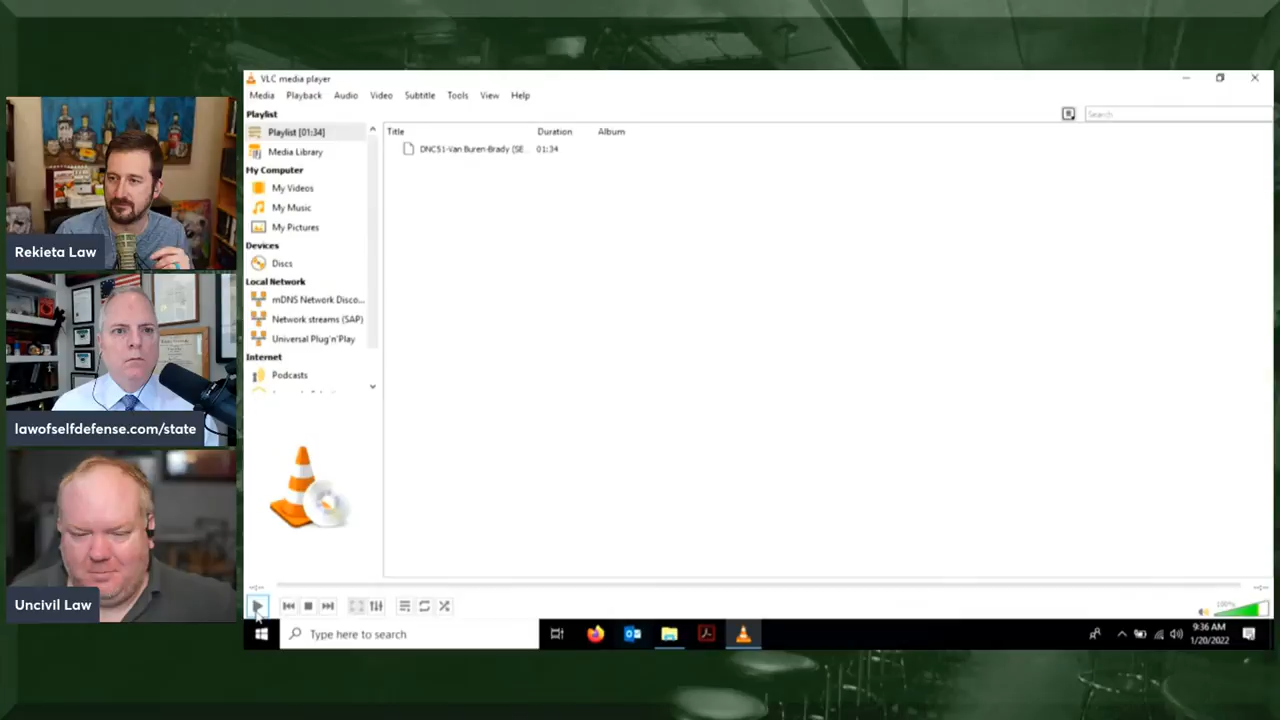 VLC media player
Media Playback Audio Video Subtitle Tools View Help
Playlist
Search
Playlist [01:34]
Media Library
My Computer
My Videos
My Music
My Pictures
Devices
Discs
Local Network
mDNS Network Disco...
Network streams (SAP)
Universal Plug'n'Play
Internet
Podcasts
Title Duration Album
DNC51-Van Buren-Brady (SE... 01:34
Rekieta Law
lawofselfdefense.com/state
Uncivil Law
--:--
--:--
100%
Type here to search
9:36 AM
1/20/2022